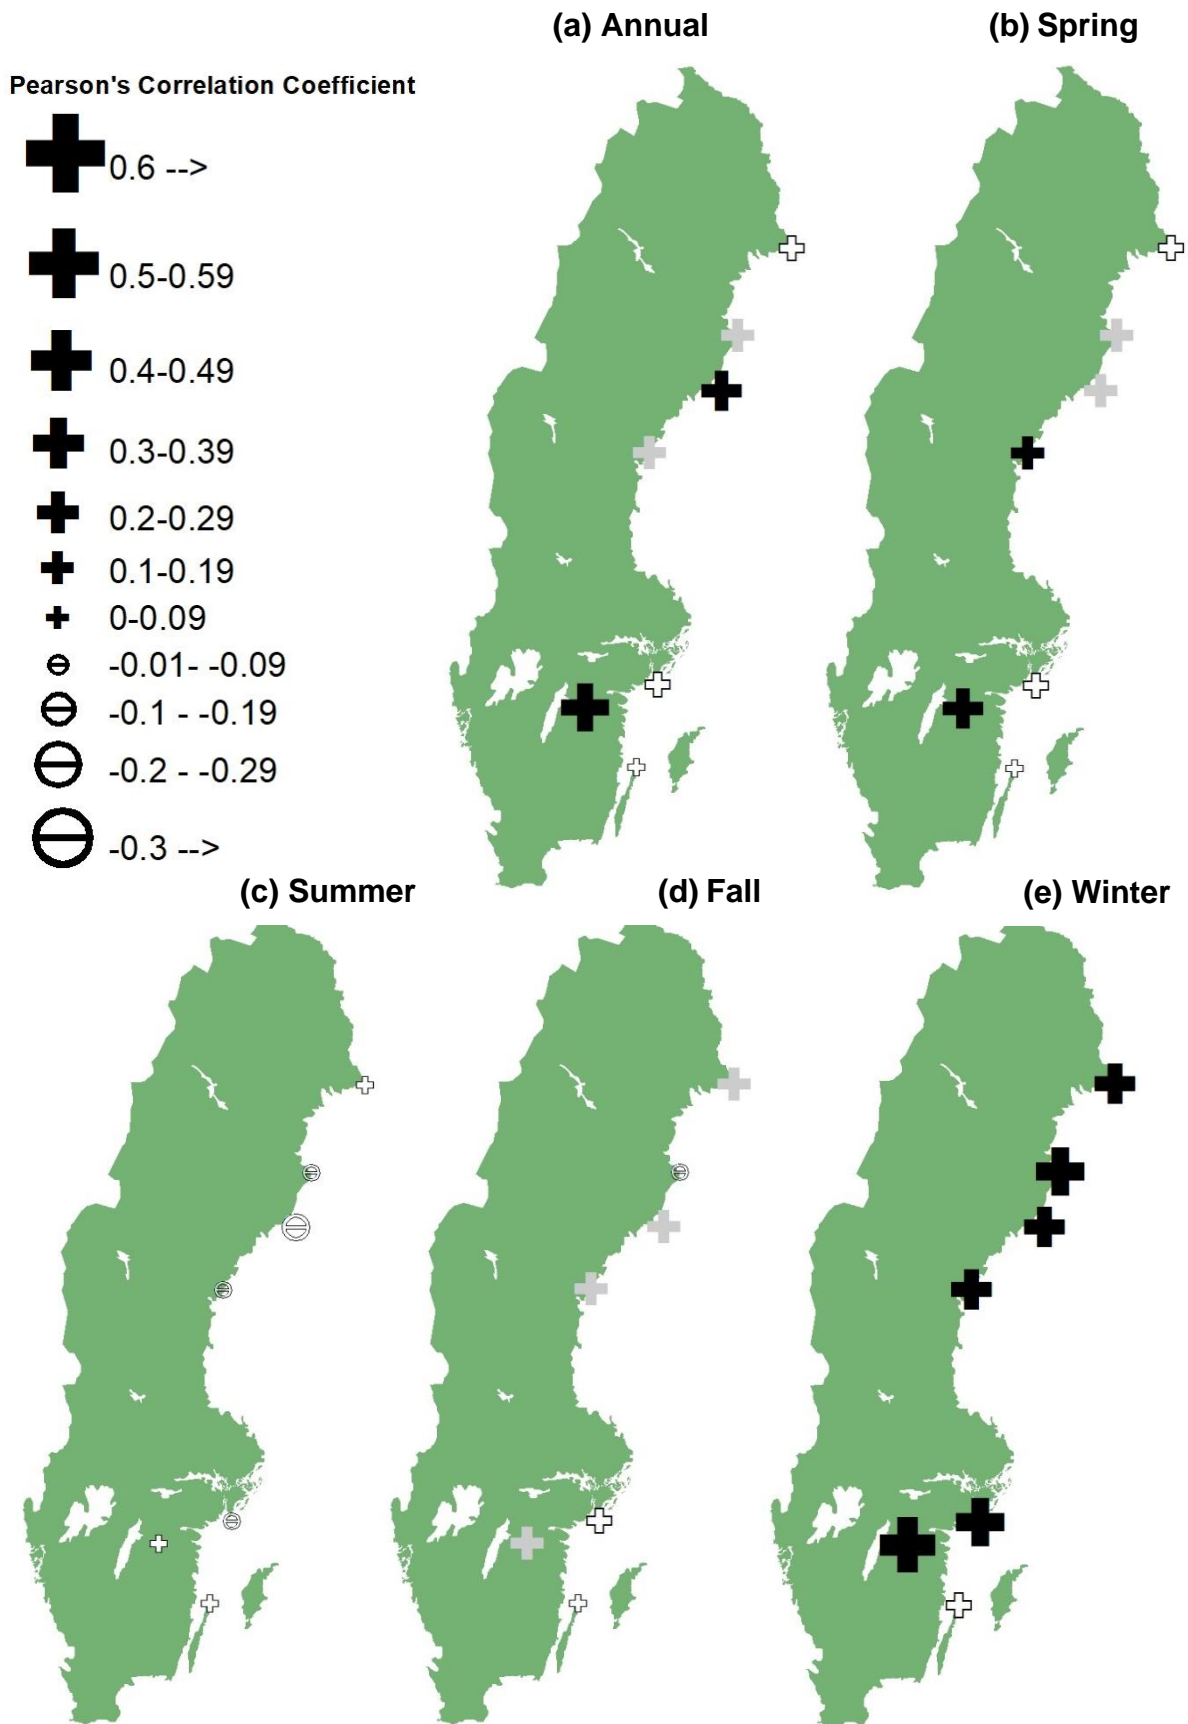 (a) Annual
(b) Spring
Pearson's Correlation Coefficient
0.6 -->
0.5-0.59
0.4-0.49
0.3-0.39
0.2-0.29
0.1-0.19
0-0.09
-0.01- -0.09
-0.1 - -0.19
-0.2 - -0.29
-0.3 -->
(c) Summer
(d) Fall
(e) Winter